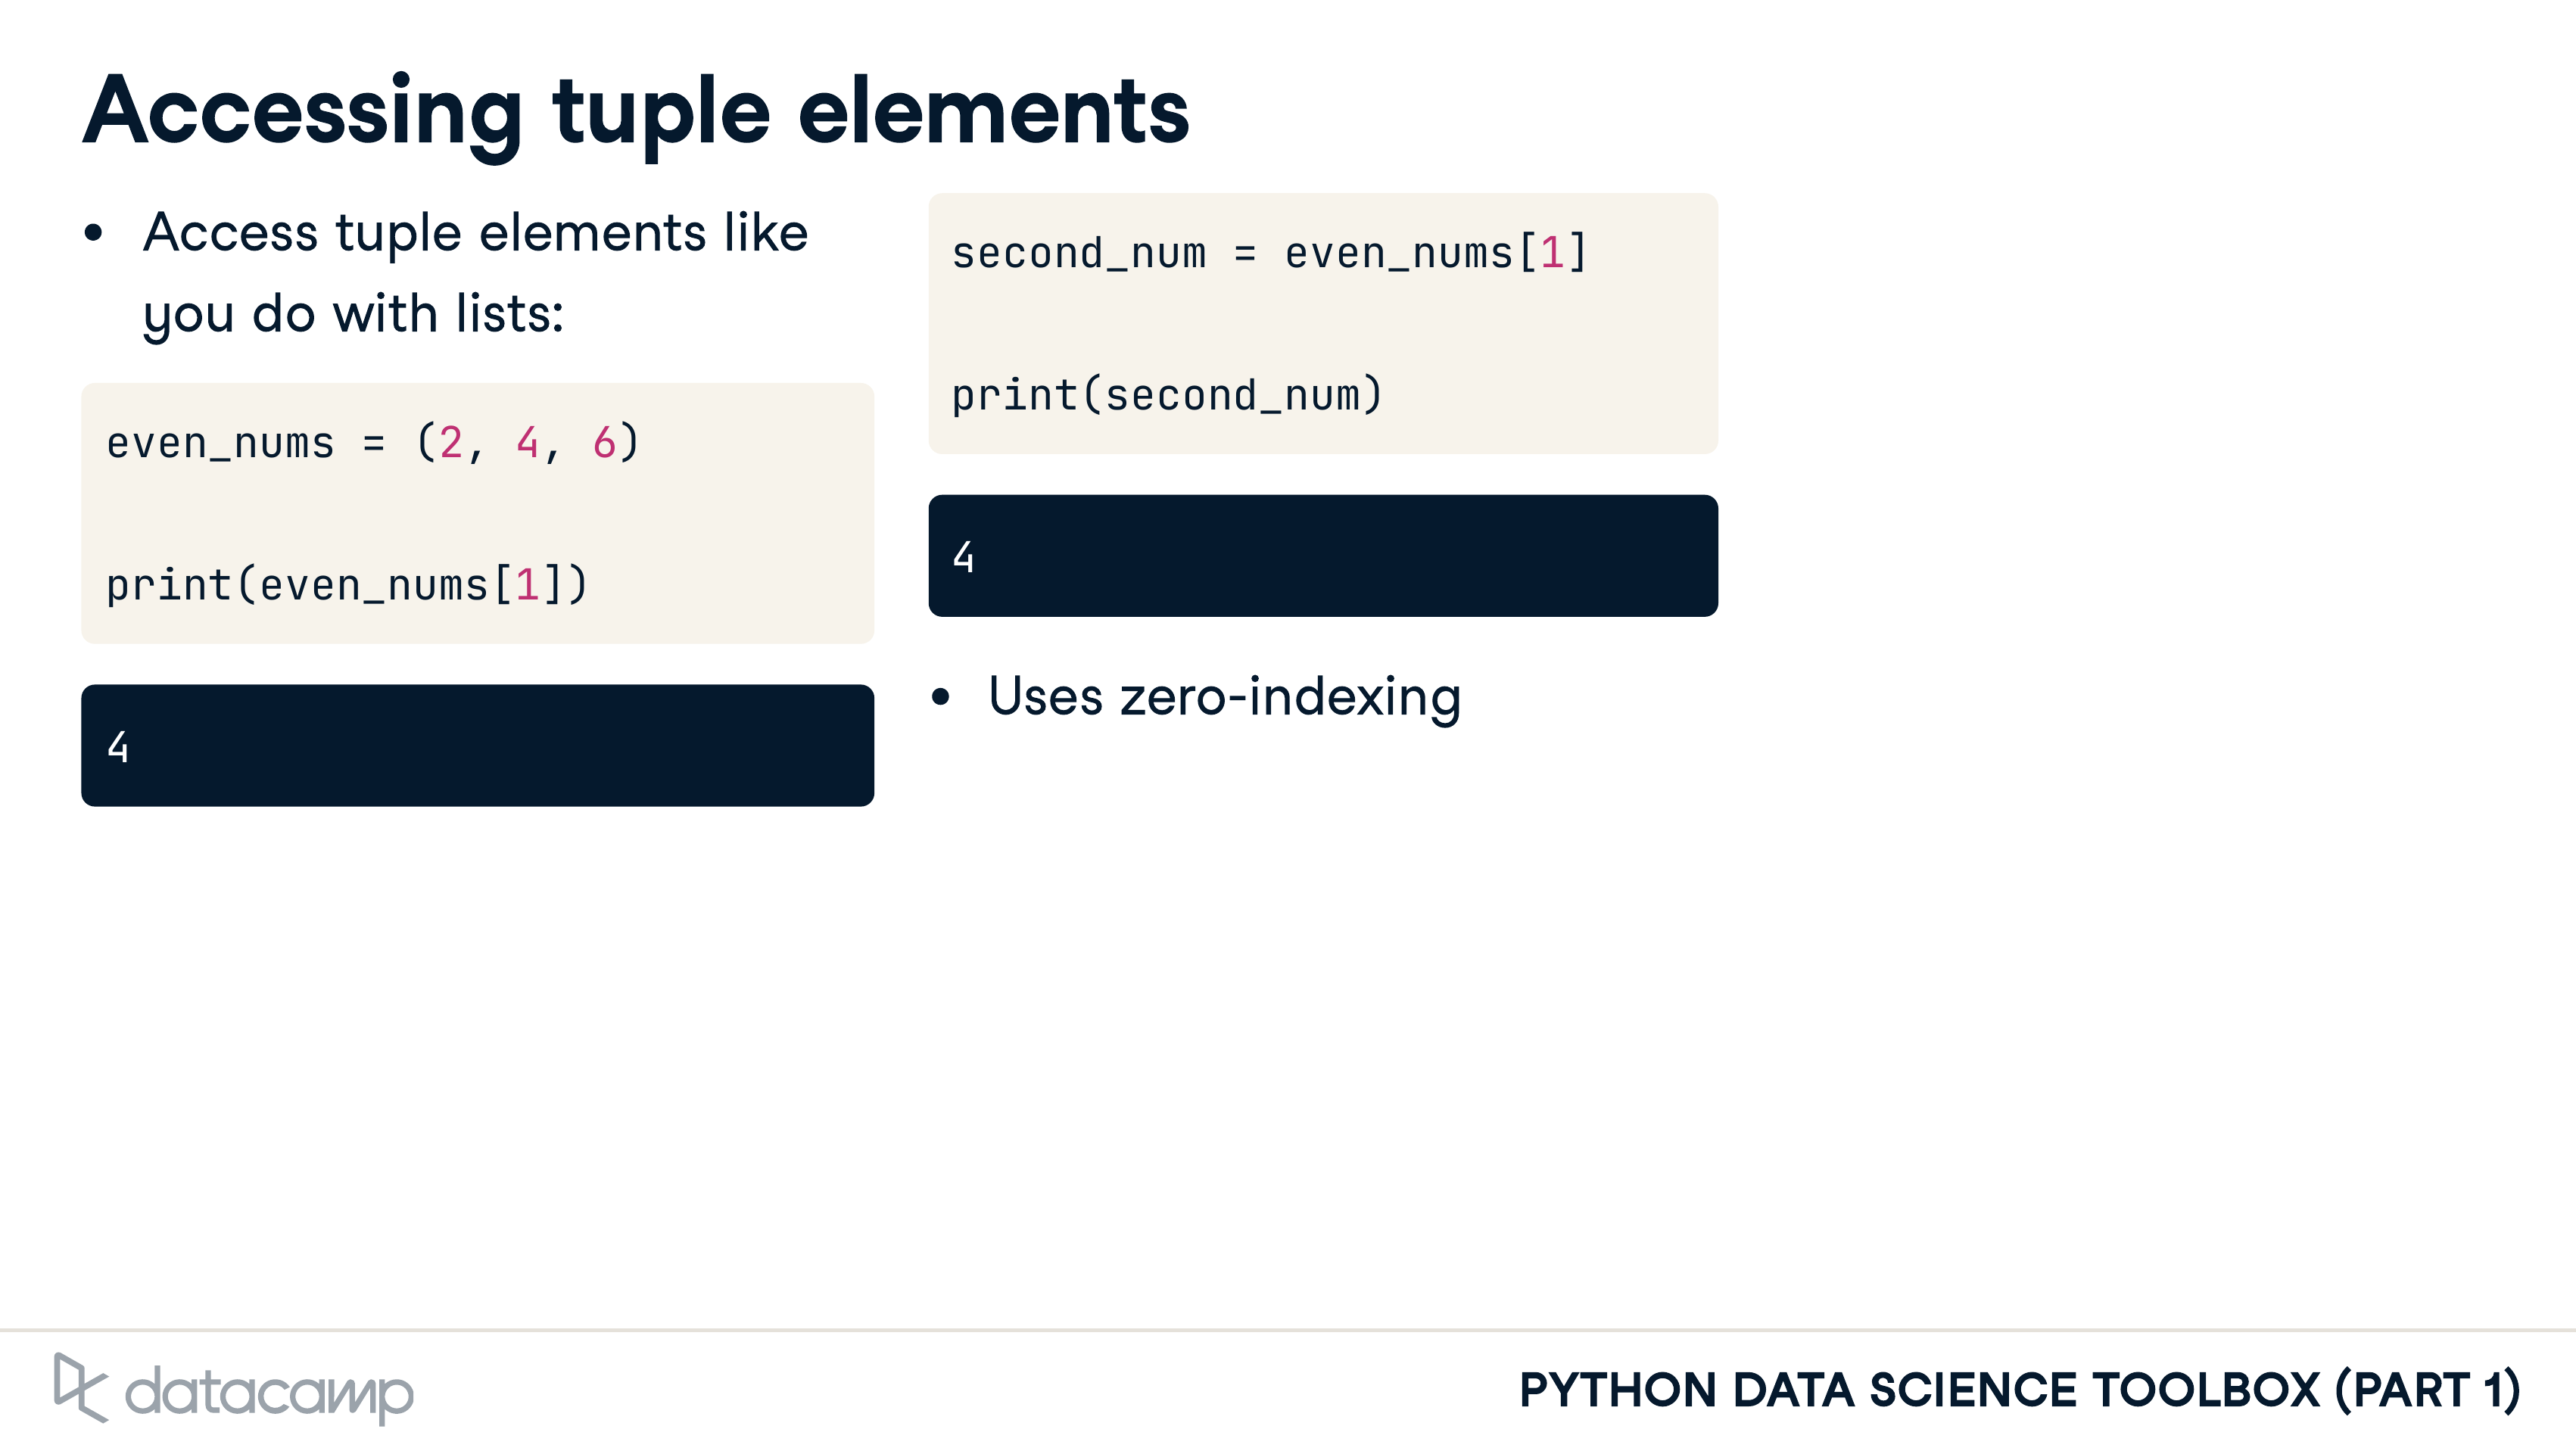 Accessing tuple elements
• Access tuple elements like
you do with lists:
even_nums = (2, 4, 6)
print(even_nums[1])
4
second_num = even_nums[1]
print(second_num)
4
• Uses zero-indexing
datacamp
PYTHON DATA SCIENCE TOOLBOX (PART 1)